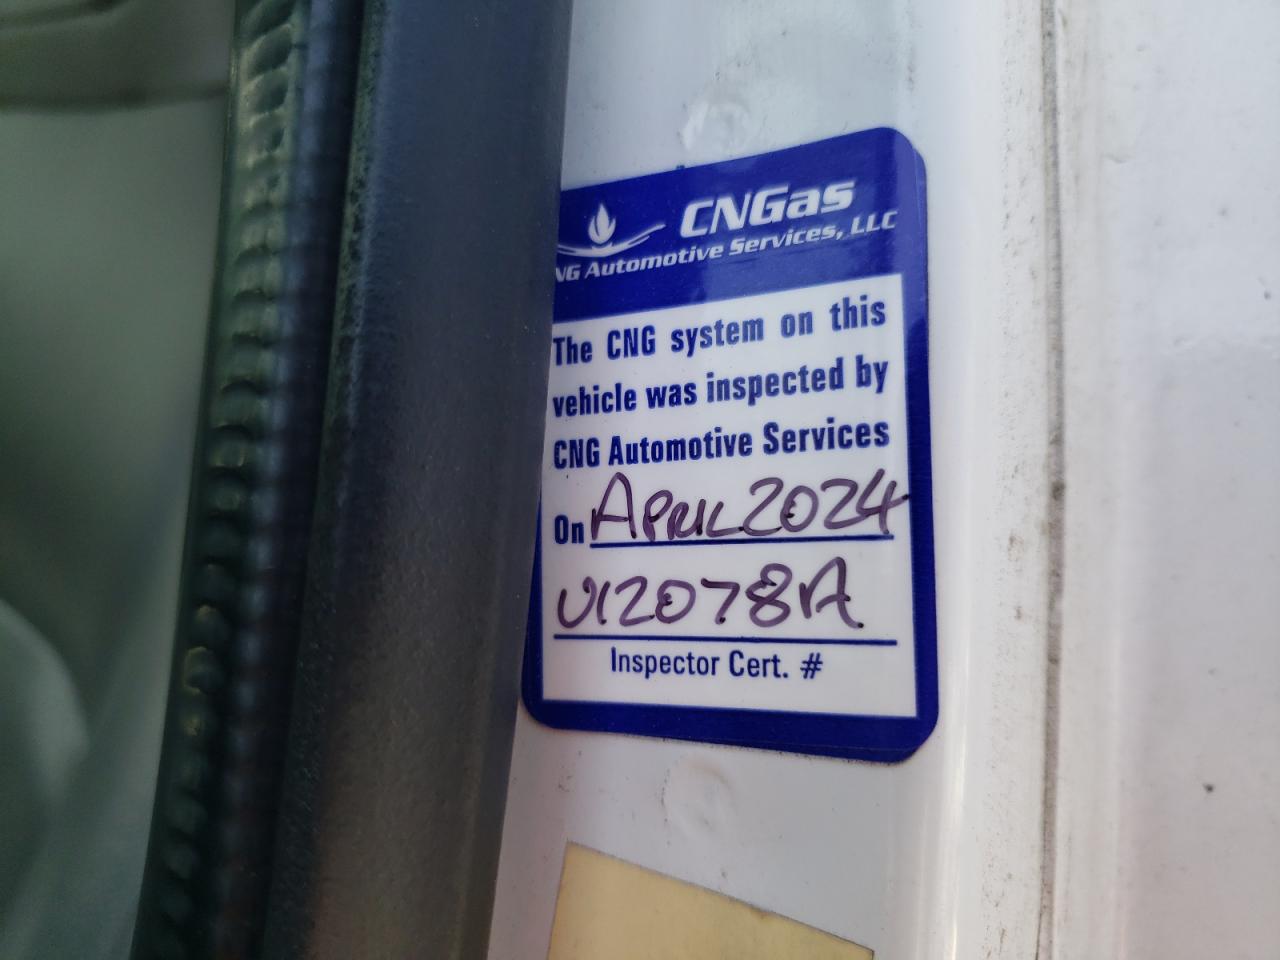 CNGas
NG Automotive Services, LLC
The CNG system on this
vehicle was inspected by
CNG Automotive Services
On APRIL 2024
U12078A
Inspector Cert. #